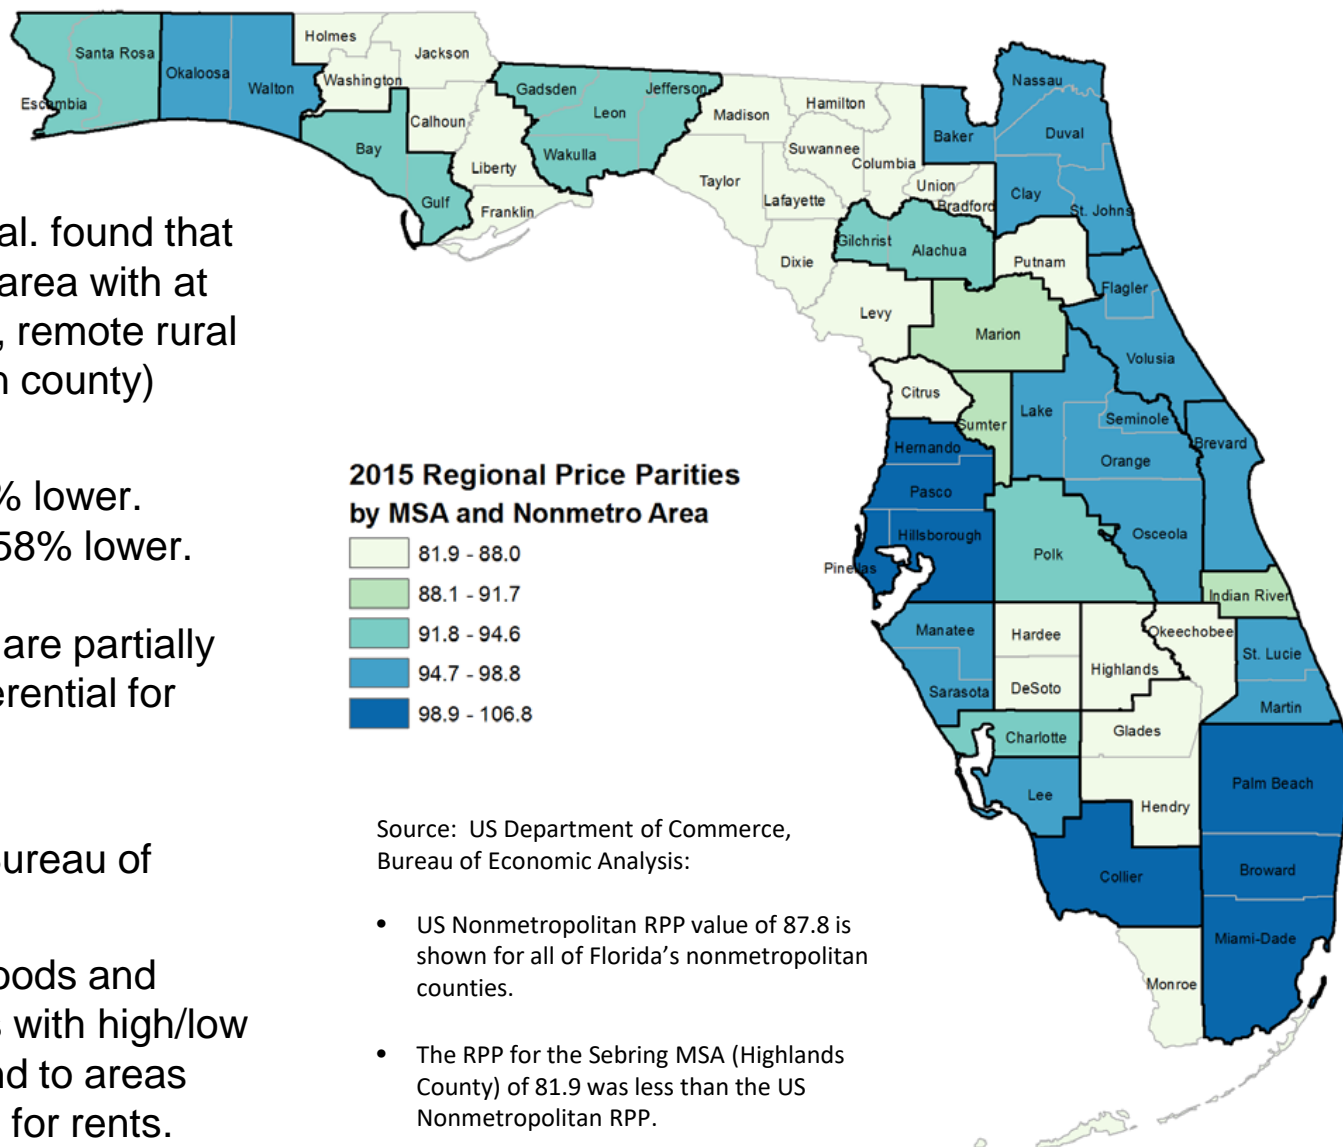 al. found that
area with at
, remote rural
county)
% lower.
58% lower.
are partially
erential for
ureau of
oods and
with high/low
nd to areas
for rents.
Holmes
Jackson
Santa Rosa
Okaloosa
Walton
Washington
Escambia
Calhoun
Bay
Liberty
Gulf
Franklin
Gadsden
Jefferson
Leon
Wakulla
Madison
Hamilton
Suwannee
Columbia
Taylor
Lafayette
Union
Bradford
Dixie
Gilchrist
Alachua
Levy
Nassau
Baker
Duval
Clay
St. Johns
Putnam
Flagler
Marion
Volusia
Citrus
Sumter
Lake
Seminole
Hernando
Orange
Brevard
Pasco
Hillsborough
Pinellas
Polk
Osceola
Indian River
Manatee
Hardee
Okeechobee
St. Lucie
Highlands
Sarasota
DeSoto
Martin
Charlotte
Glades
Lee
Hendry
Palm Beach
Collier
Broward
Miami-Dade
Monroe
2015 Regional Price Parities
by MSA and Nonmetro Area
81.9 - 88.0
88.1 - 91.7
91.8 - 94.6
94.7 - 98.8
98.9 - 106.8
Source: US Department of Commerce,
Bureau of Economic Analysis:
• US Nonmetropolitan RPP value of 87.8 is
shown for all of Florida's nonmetropolitan
counties.
• The RPP for the Sebring MSA (Highlands
County) of 81.9 was less than the US
Nonmetropolitan RPP.